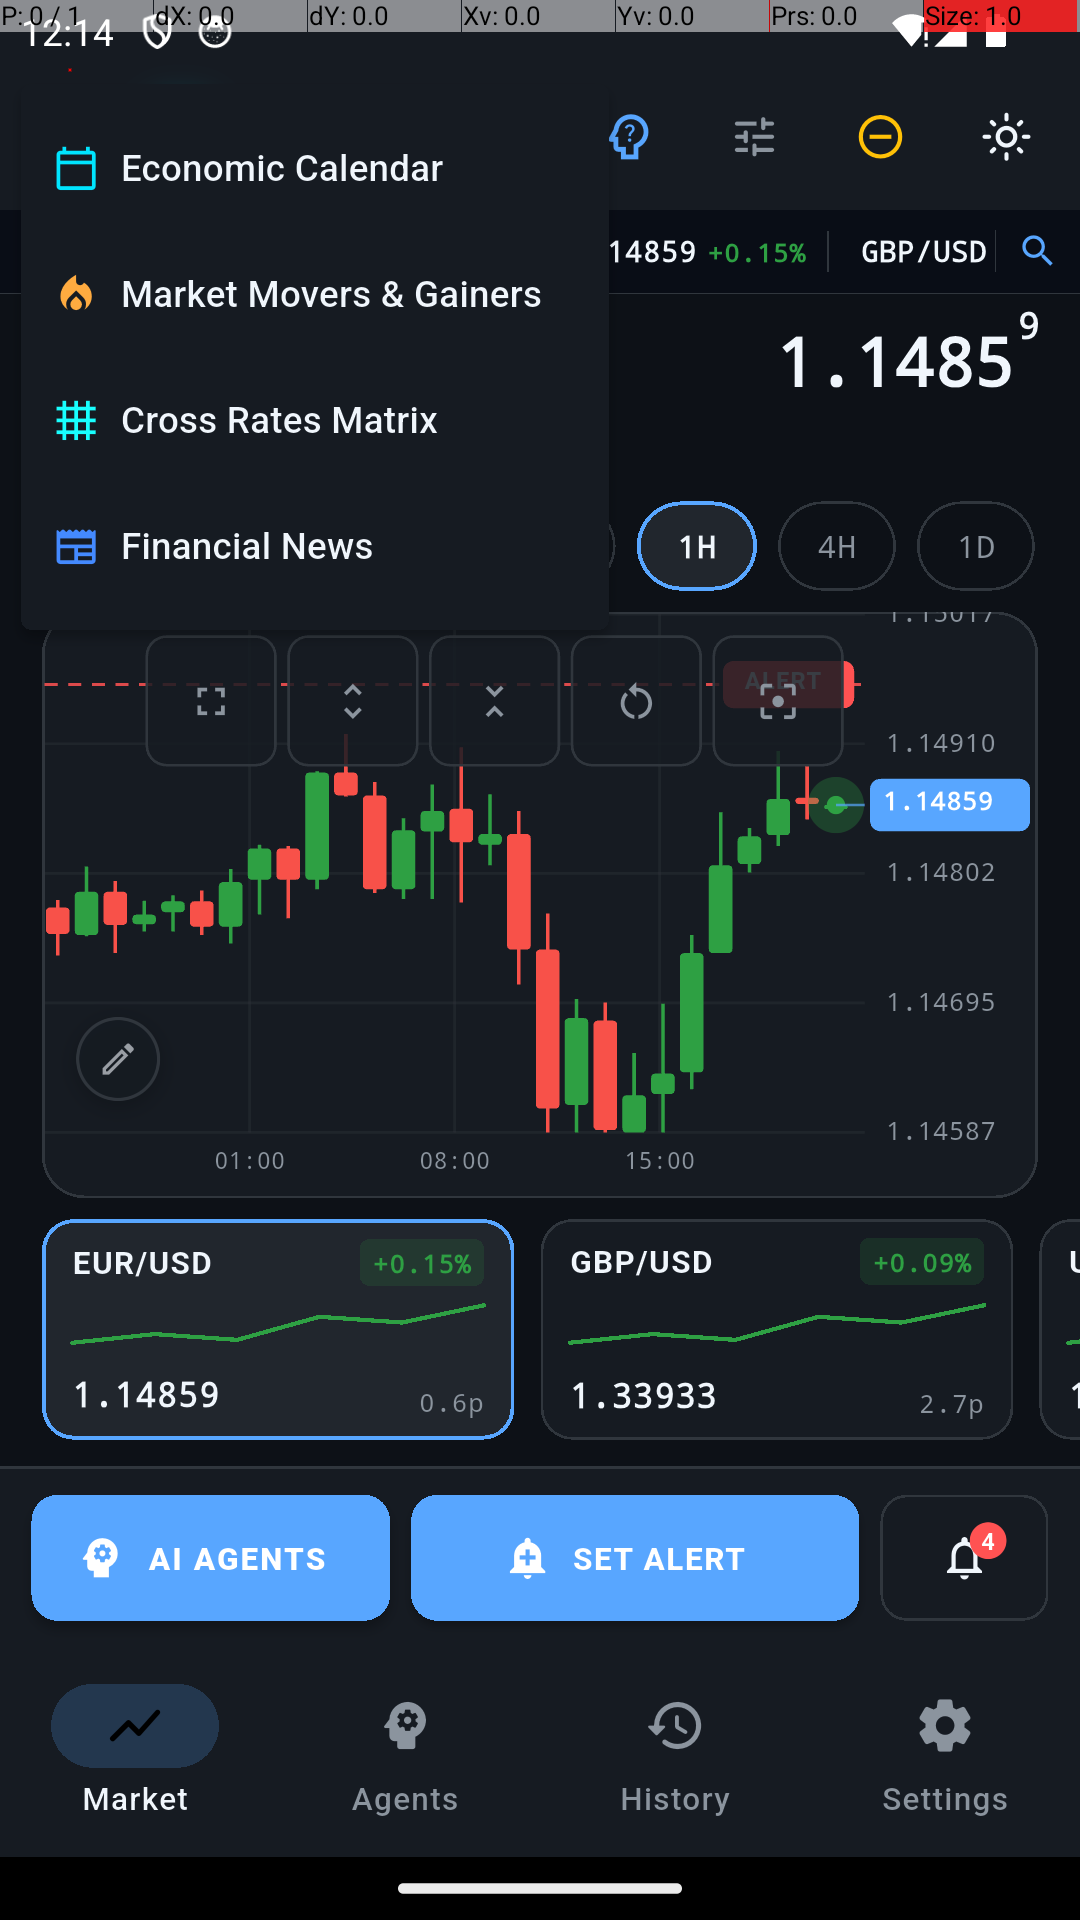 P: 0 / 1
dX: 0.0
dY: 0.0
Xv: 0.0
Yv: 0.0
Prs: 0.0
Size: 1.0
12:14
Economic Calendar
Market Movers & Gainers
Cross Rates Matrix
Financial News
14859 +0.15%
GBP/USD
1.14859
1H
4H
1D
1.15017
ALERT
1.14910
1.14859
1.14802
1.14695
1.14587
01:00
08:00
15:00
EUR/USD
+0.15%
1.14859
0.6p
GBP/USD
+0.09%
1.33933
2.7p
AI AGENTS
SET ALERT
4
Market
Agents
History
Settings